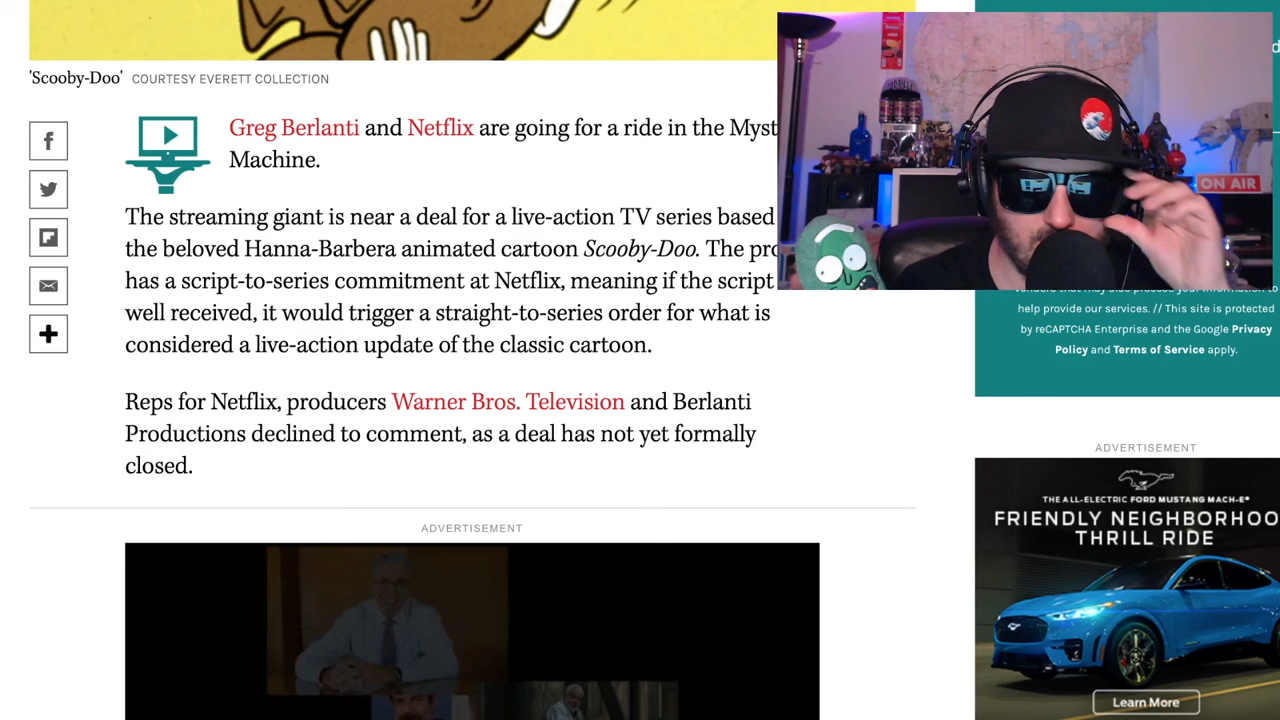 'Scooby-Doo' COURTESY EVERETT COLLECTION
Greg Berlanti and Netflix are going for a ride in the Myst
Machine.
The streaming giant is near a deal for a live-action TV series based
the beloved Hanna-Barbera animated cartoon Scooby-Doo. The pro
has a script-to-series commitment at Netflix, meaning if the script
well received, it would trigger a straight-to-series order for what is
considered a live-action update of the classic cartoon.
Reps for Netflix, producers Warner Bros. Television and Berlanti
Productions declined to comment, as a deal has not yet formally
closed.
ADVERTISEMENT
ON AIR
help provide our services. // This site is protected
by reCAPTCHA Enterprise and the Google Privacy
Policy and Terms of Service apply.
ADVERTISEMENT
THE ALL-ELECTRIC FORD MUSTANG MACH-E®
FRIENDLY NEIGHBORHOO
THRILL RIDE
Learn More